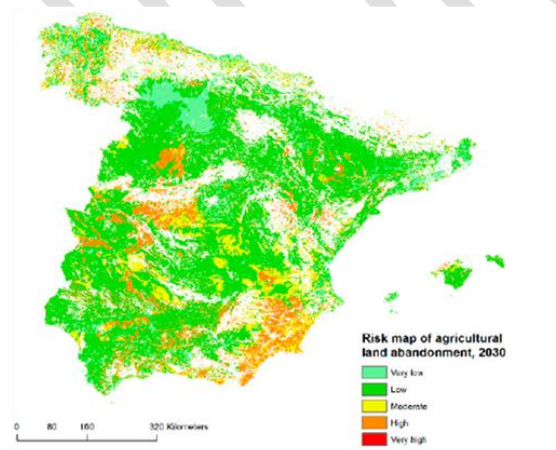 Risk map of agricultural
land abandonment, 2030
Very low
Low
Moderate
High
Very high
0 80 160 320 Kilometers